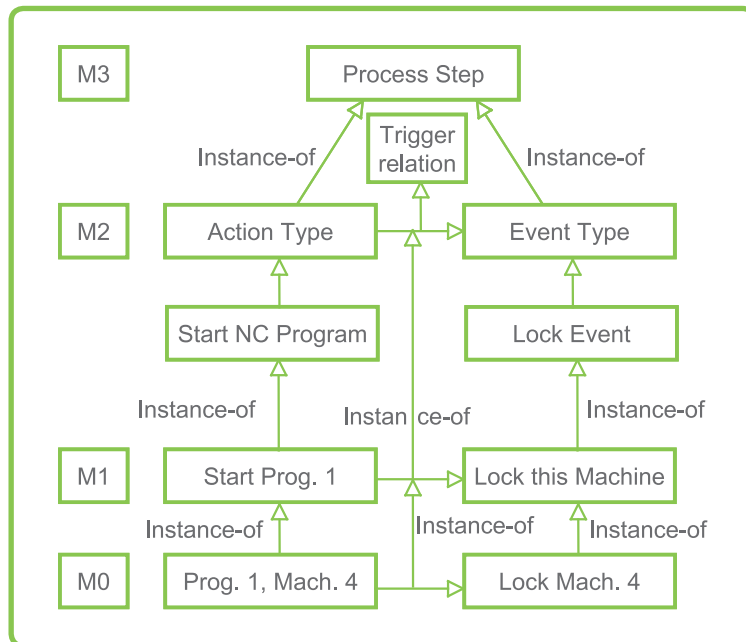 M3
Process Step
Trigger
relation
Instance-of
Instance-of
M2
Action Type
Event Type
Start NC Program
Lock Event
Instance-of
Instance-of
Instance-of
M1
Start Prog. 1
Lock this Machine
Instance-of
Instance-of
Instance-of
M0
Prog. 1, Mach. 4
Lock Mach. 4